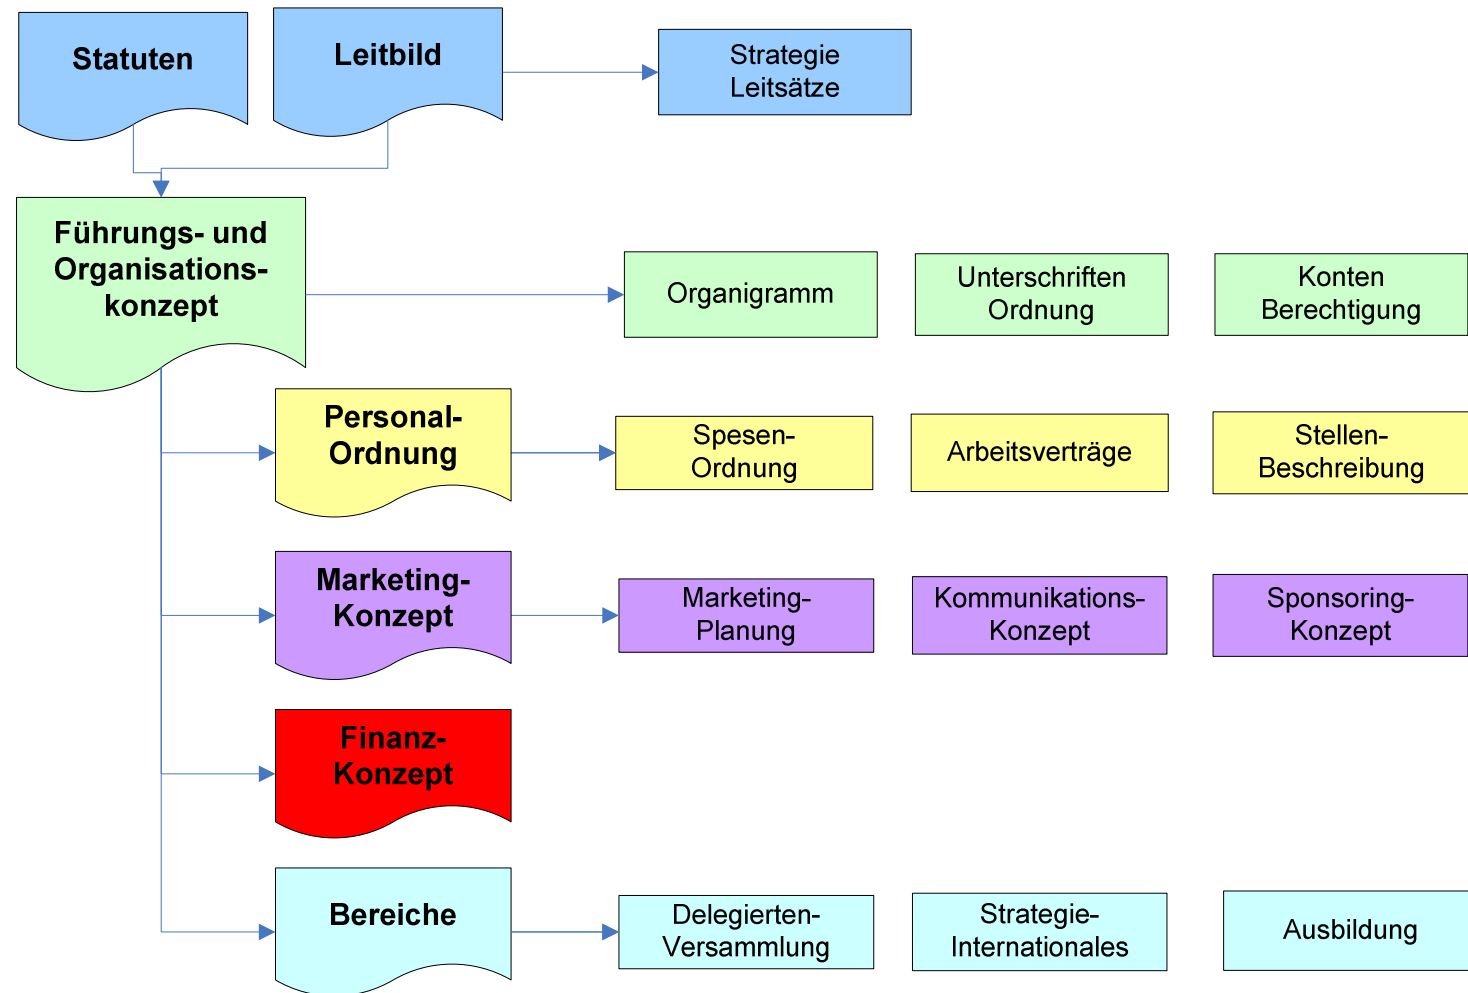 Statuten
Leitbild
Strategie
Leitsätze
Führungs- und
Organisations-
konzept
Organigramm
Unterschriften
Ordnung
Konten
Berechtigung
Personal-
Ordnung
Spesen-
Ordnung
Arbeitsverträge
Stellen-
Beschreibung
Marketing-
Konzept
Marketing-
Planung
Kommunikations-
Konzept
Sponsoring-
Konzept
Finanz-
Konzept
Bereiche
Delegierten-
Versammlung
Strategie-
Internationales
Ausbildung